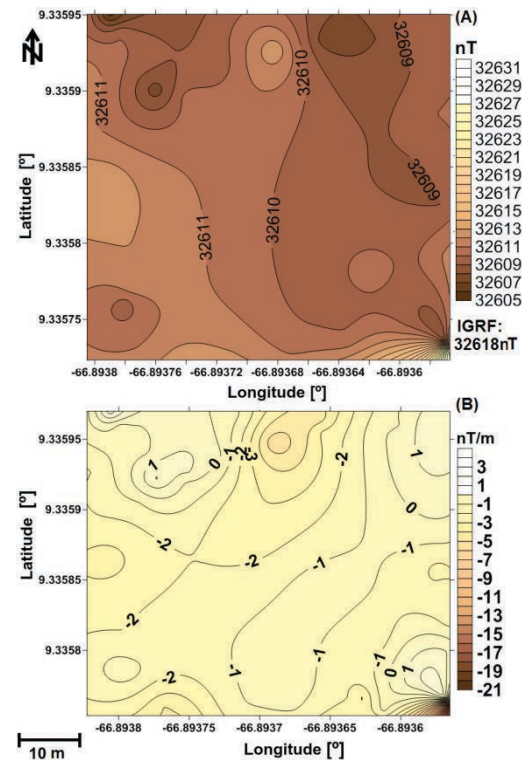 (A)
N
nT
9.33595
9.3359
9.33585
9.3358
9.33575
Latitude [º]
32611
32610
32609
32611
32610
32609
32631
32629
32627
32625
32623
32621
32619
32617
32615
32613
32611
32609
32607
32605
IGRF:
32618nT
-66.8938 -66.89376 -66.89372 -66.89368 -66.89364 -66.8936
Longitude [º]
(B)
nT/m
9.33595
9.3359
9.33585
9.3358
Latitude [º]
1 0 -1 -2 -3 -2 1
0
-2 -2 -1 -1
-2 -1
-2 -1 -1 0 1
3
1
-1
-3
-5
-7
-9
-11
-13
-15
-17
-19
-21
-66.8938 -66.89375 -66.8937 -66.89365 -66.8936
10 m
Longitude [º]